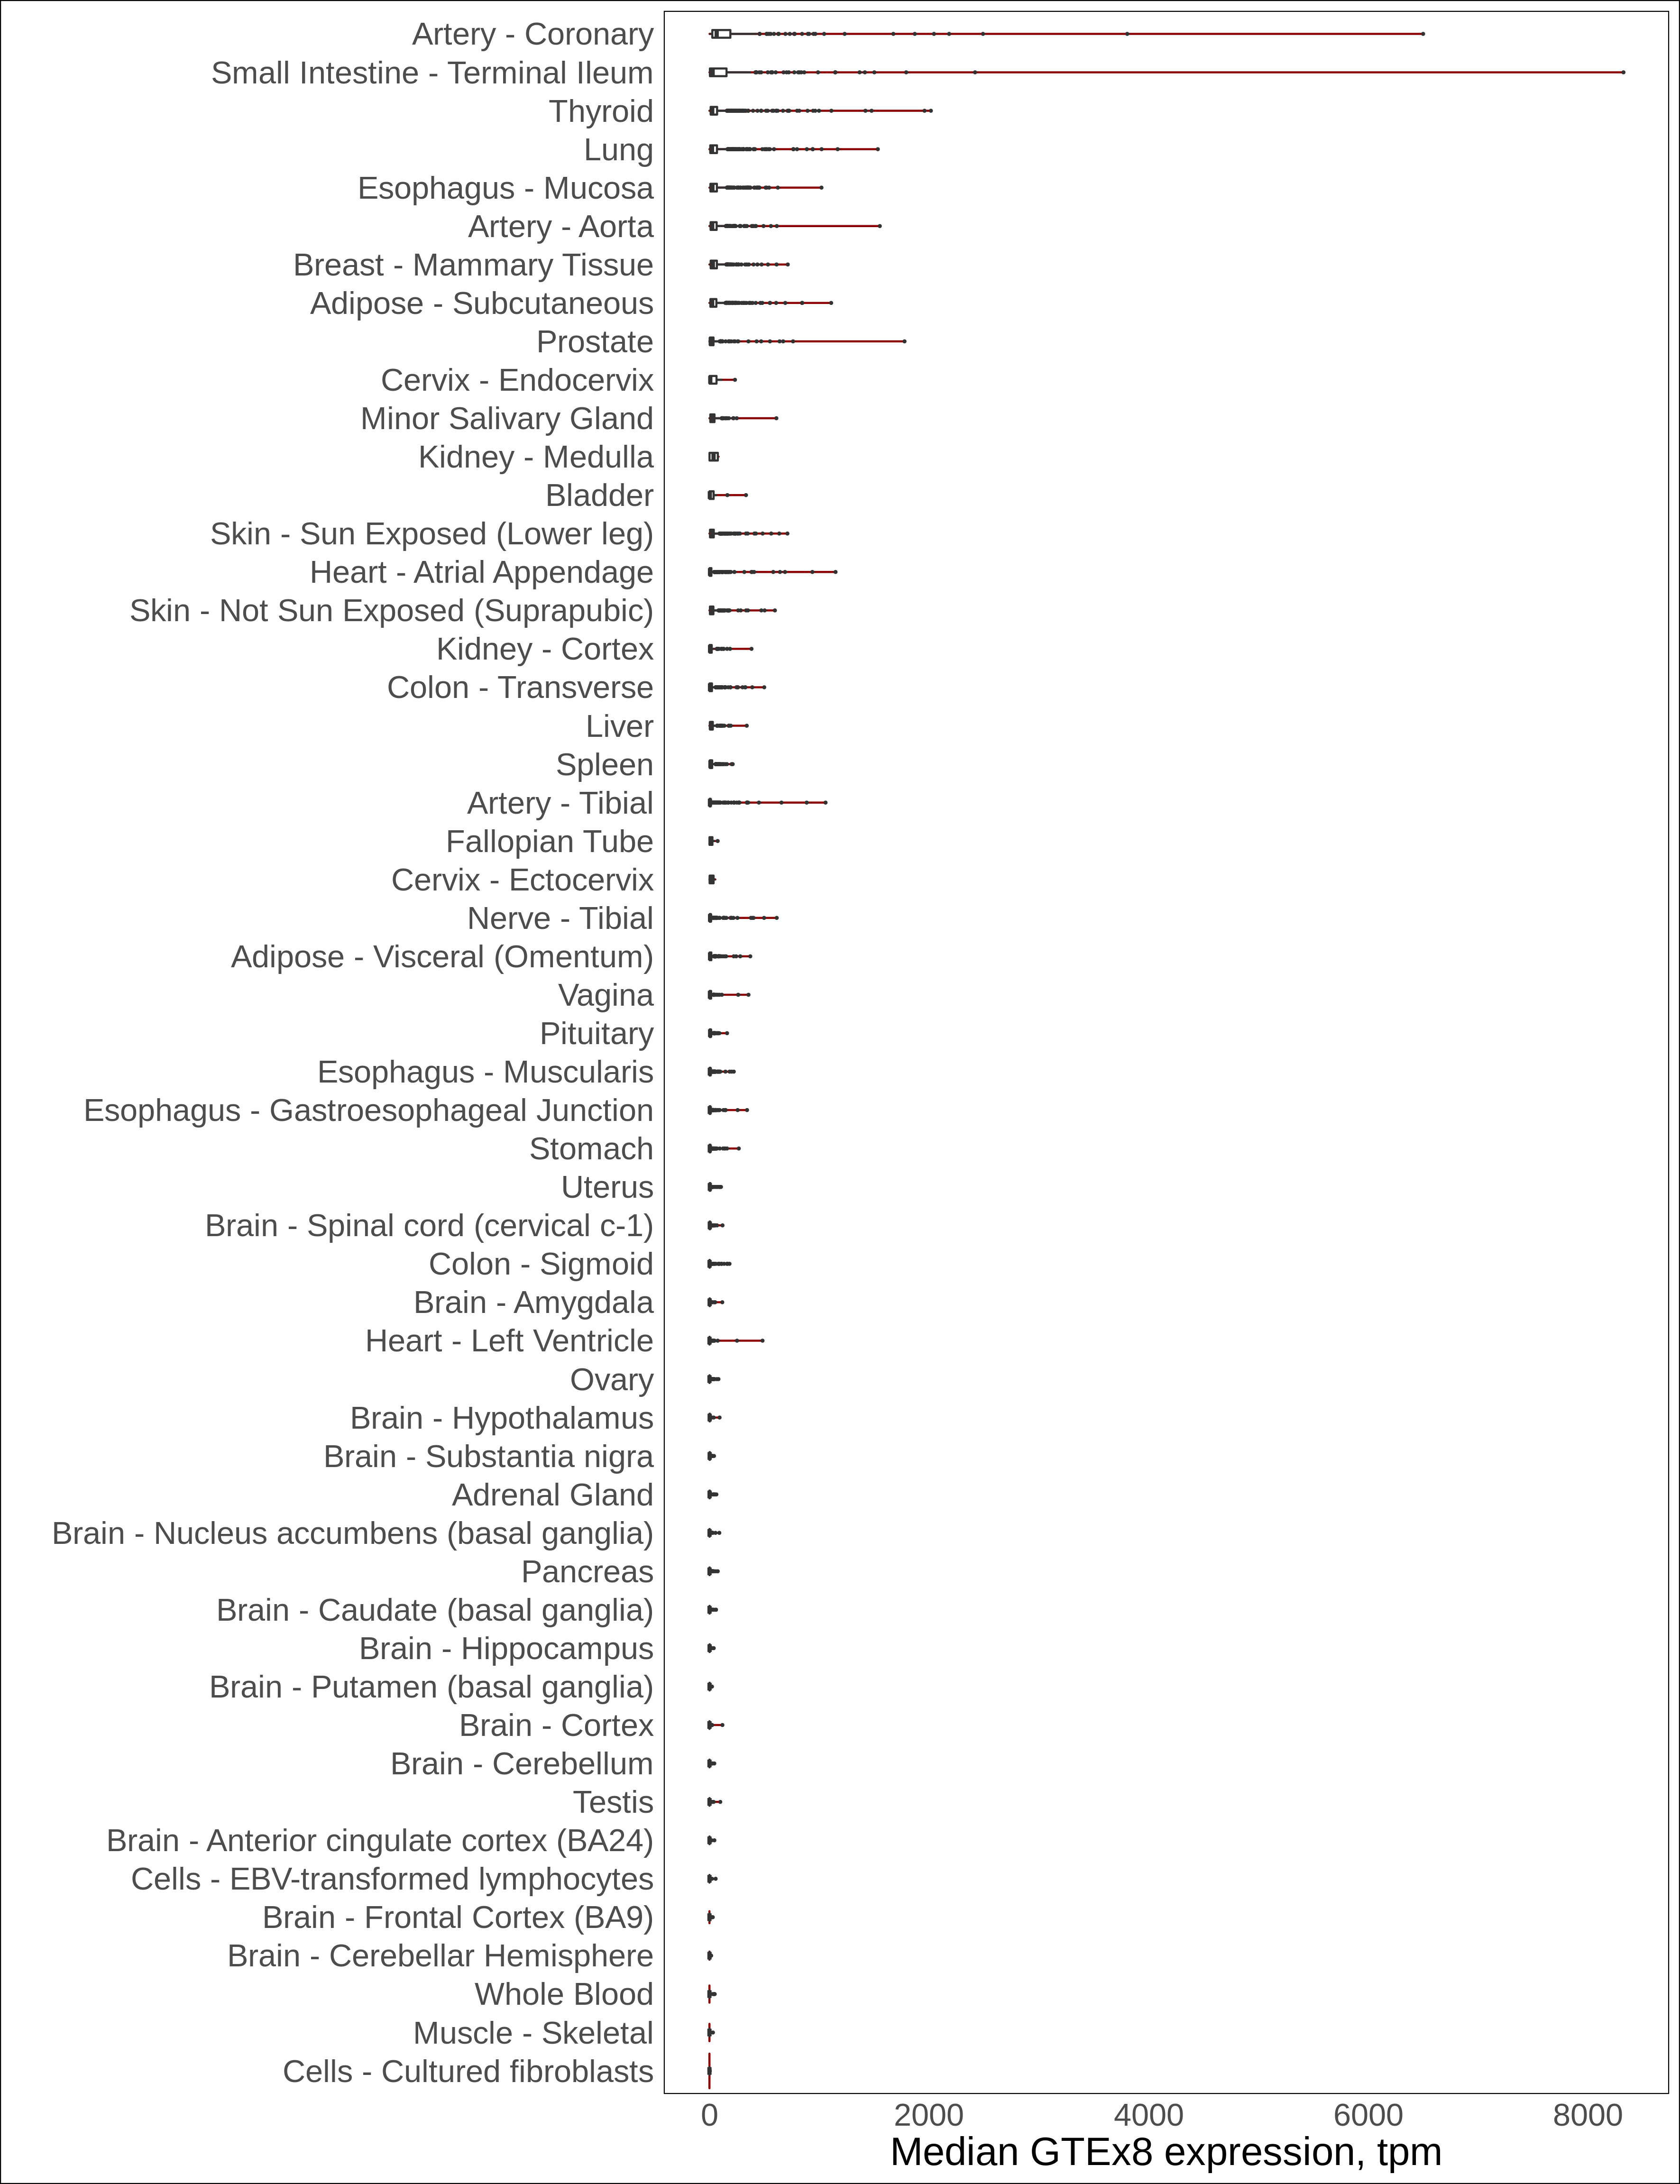 Artery - Coronary
Small Intestine - Terminal Ileum
Thyroid
Lung
Esophagus - Mucosa
Artery - Aorta
Breast - Mammary Tissue
Adipose - Subcutaneous
Prostate
Cervix - Endocervix
Minor Salivary Gland
Kidney - Medulla
Bladder
Skin - Sun Exposed (Lower leg)
Heart - Atrial Appendage
Skin - Not Sun Exposed (Suprapubic)
Kidney - Cortex
Colon - Transverse
Liver
Spleen
Artery - Tibial
Fallopian Tube
Cervix - Ectocervix
Nerve - Tibial
Adipose - Visceral (Omentum)
Vagina
Pituitary
Esophagus - Muscularis
Esophagus - Gastroesophageal Junction
Stomach
Uterus
Brain - Spinal cord (cervical c-1)
Colon - Sigmoid
Brain - Amygdala
Heart - Left Ventricle
Ovary
Brain - Hypothalamus
Brain - Substantia nigra
Adrenal Gland
Brain - Nucleus accumbens (basal ganglia)
Pancreas
Brain - Caudate (basal ganglia)
Brain - Hippocampus
Brain - Putamen (basal ganglia)
Brain - Cortex
Brain - Cerebellum
Testis
Brain - Anterior cingulate cortex (BA24)
Cells - EBV-transformed lymphocytes
Brain - Frontal Cortex (BA9)
Brain - Cerebellar Hemisphere
Whole Blood
Muscle - Skeletal
Cells - Cultured fibroblasts
0 2000 4000 6000 8000
Median GTEx8 expression, tpm